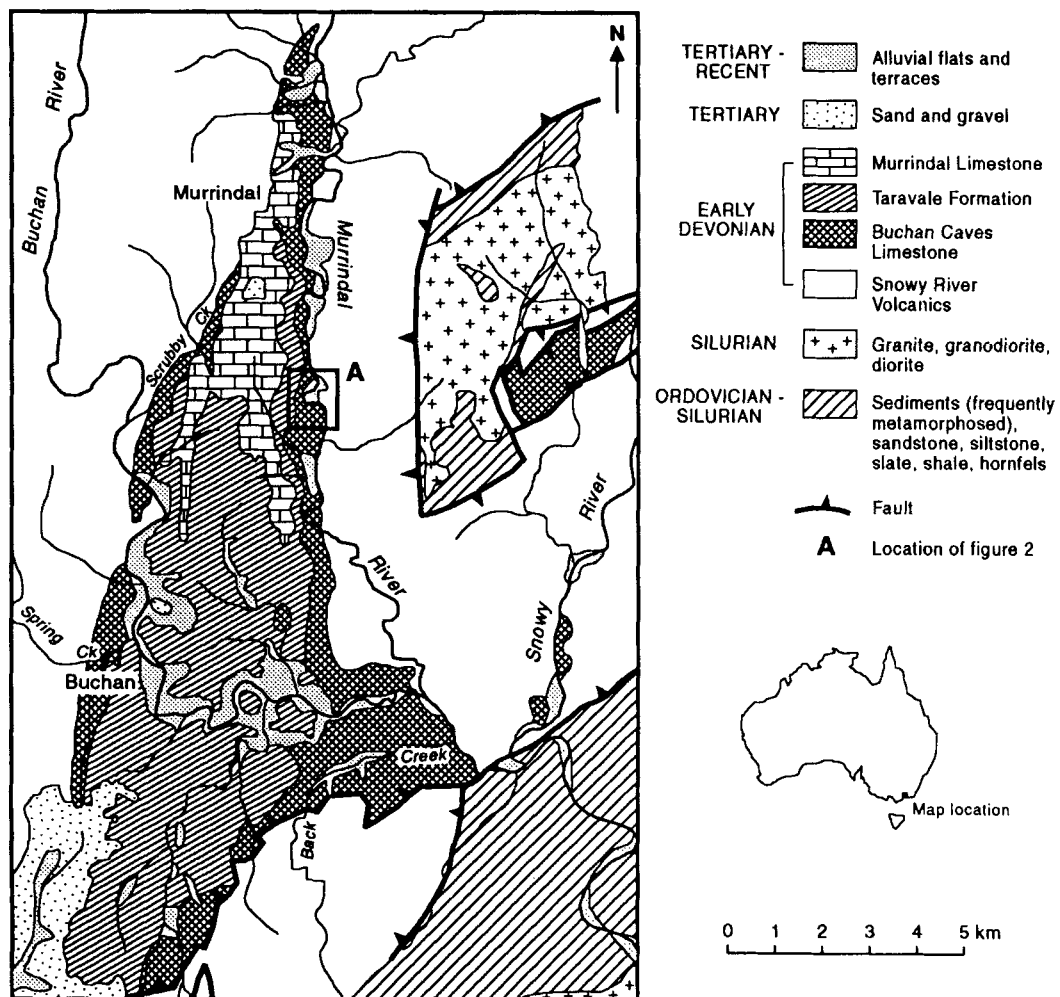 N
Buchan
River
Murrindal
Murrindal
Scrubby
Ck
A
River
River
Snowy
Spring
Ck
Buchan
Creek
Back
TERTIARY -
RECENT
Alluvial flats and
terraces
TERTIARY
Sand and gravel
EARLY
DEVONIAN
Murrindal Limestone
Taravale Formation
Buchan Caves
Limestone
Snowy River
Volcanics
SILURIAN
Granite, granodiorite,
diorite
ORDOVICIAN -
SILURIAN
Sediments (frequently
metamorphosed),
sandstone, siltstone,
slate, shale, hornfels
Fault
A
Location of figure 2
Map location
0 1 2 3 4 5 km